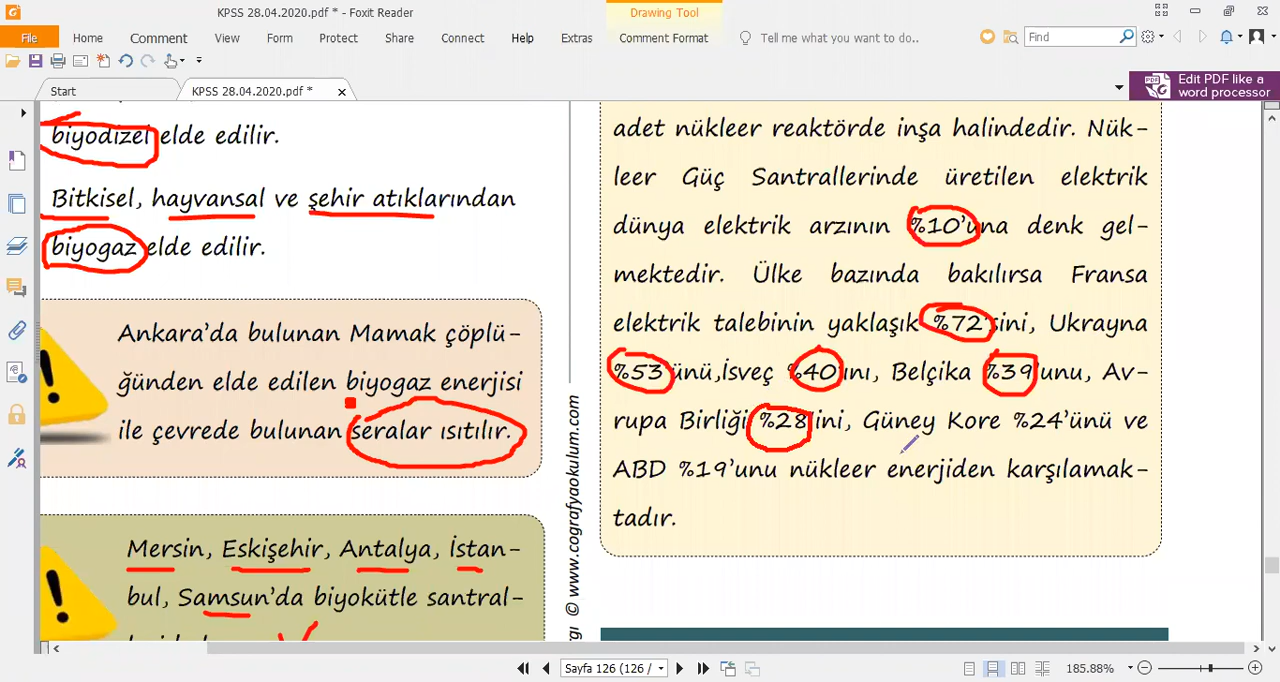 KPSS 28.04.2020.pdf * - Foxit Reader
Drawing Tool
File Home Comment View Form Protect Share Connect Help Extras Comment Format Tell me what you want to do.. Find
Start KPSS 28.04.2020.pdf *
Edit PDF like a
word processor
biyodizel elde edilir.
Bitkisel, hayvansal ve şehir atıklarından
biyogaz elde edilir.
Ankara'da bulunan Mamak çöplü-
ğünden elde edilen biyogaz enerjisi
ile çevrede bulunan seralar ısıtılır.
Mersin, Eskişehir, Antalya, İstan-
bul, Samsun'da biyokütle santral-
© www.cografyaokulum.com
adet nükleer reaktörde inşa halindedir. Nük-
leer Güç Santrallerinde üretilen elektrik
dünya elektrik arzının %10'una denk gel-
mektedir. Ülke bazında bakılırsa Fransa
elektrik talebinin yaklaşık %72'sini, Ukrayna
%53'ünü,İsveç %40'ını, Belçika %39'unu, Av-
rupa Birliği %28'ini, Güney Kore %24'ünü ve
ABD %19'unu nükleer enerjiden karşılamak-
tadır.
Sayfa 126 (126 /
185.88%